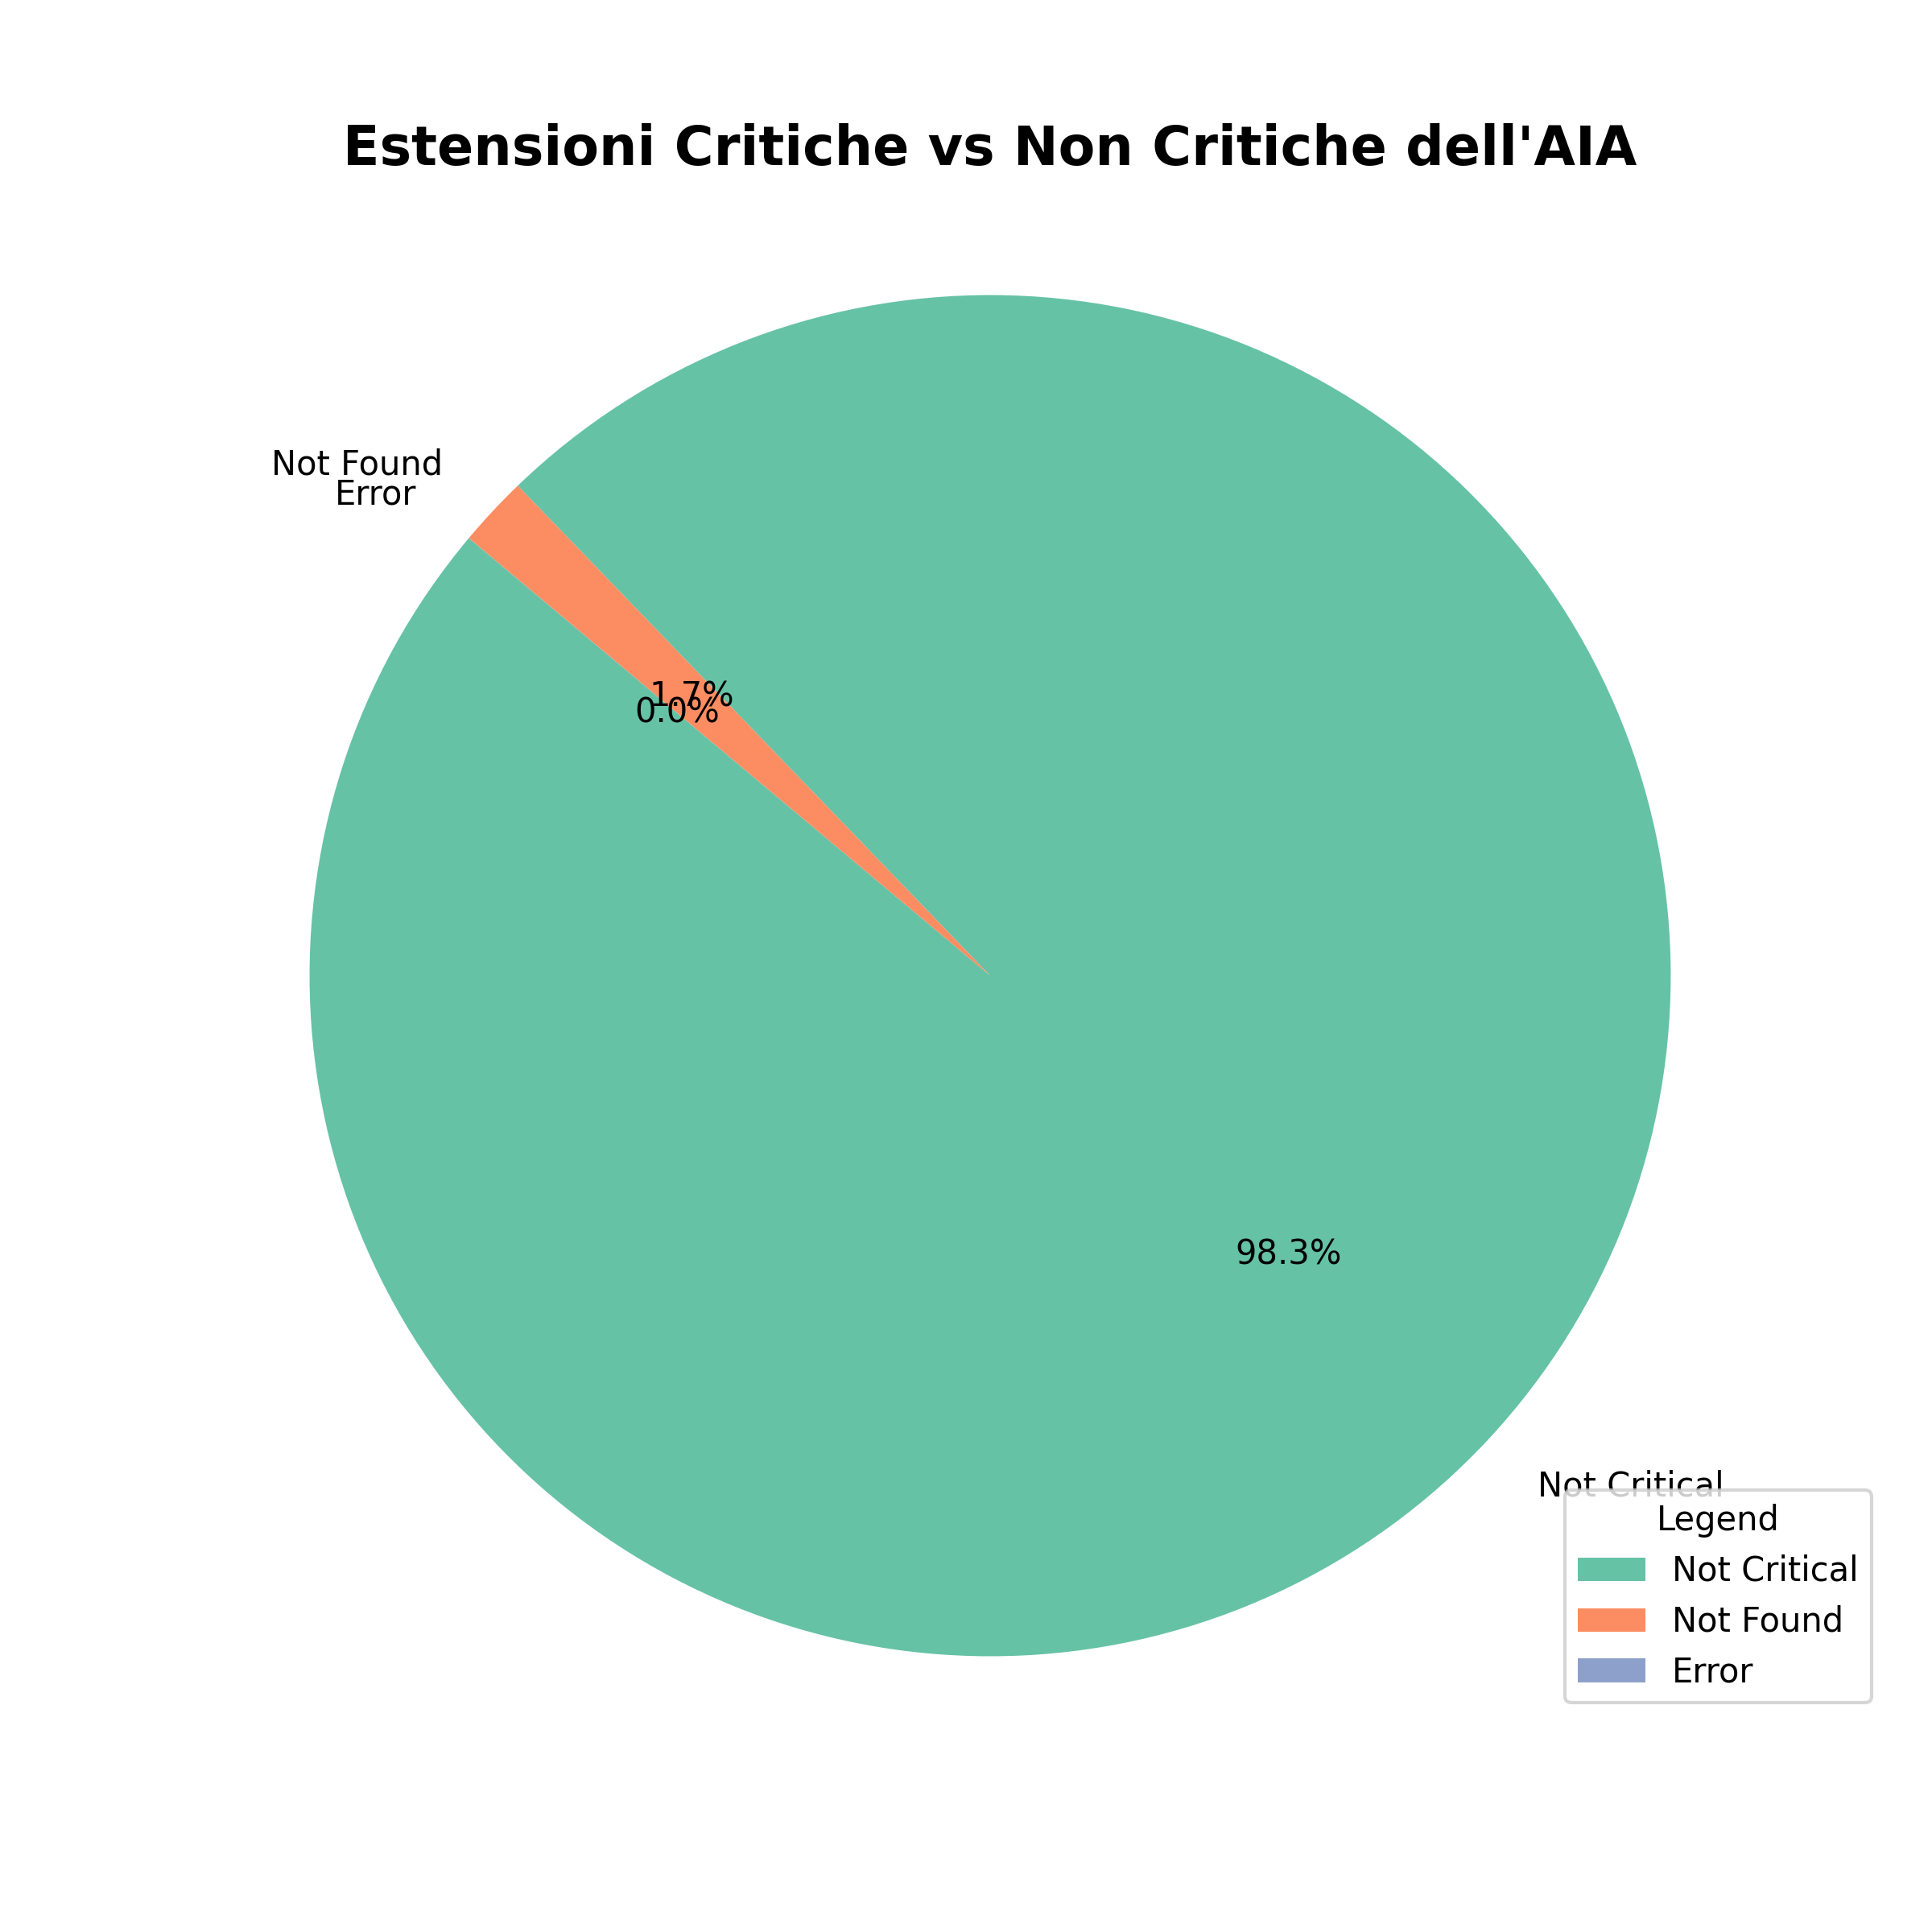 Estensioni Critiche vs Non Critiche dell'AIA
Not Found
Error
1.7%
0.0%
98.3%
Not Critical
Legend
Not Critical
Not Found
Error